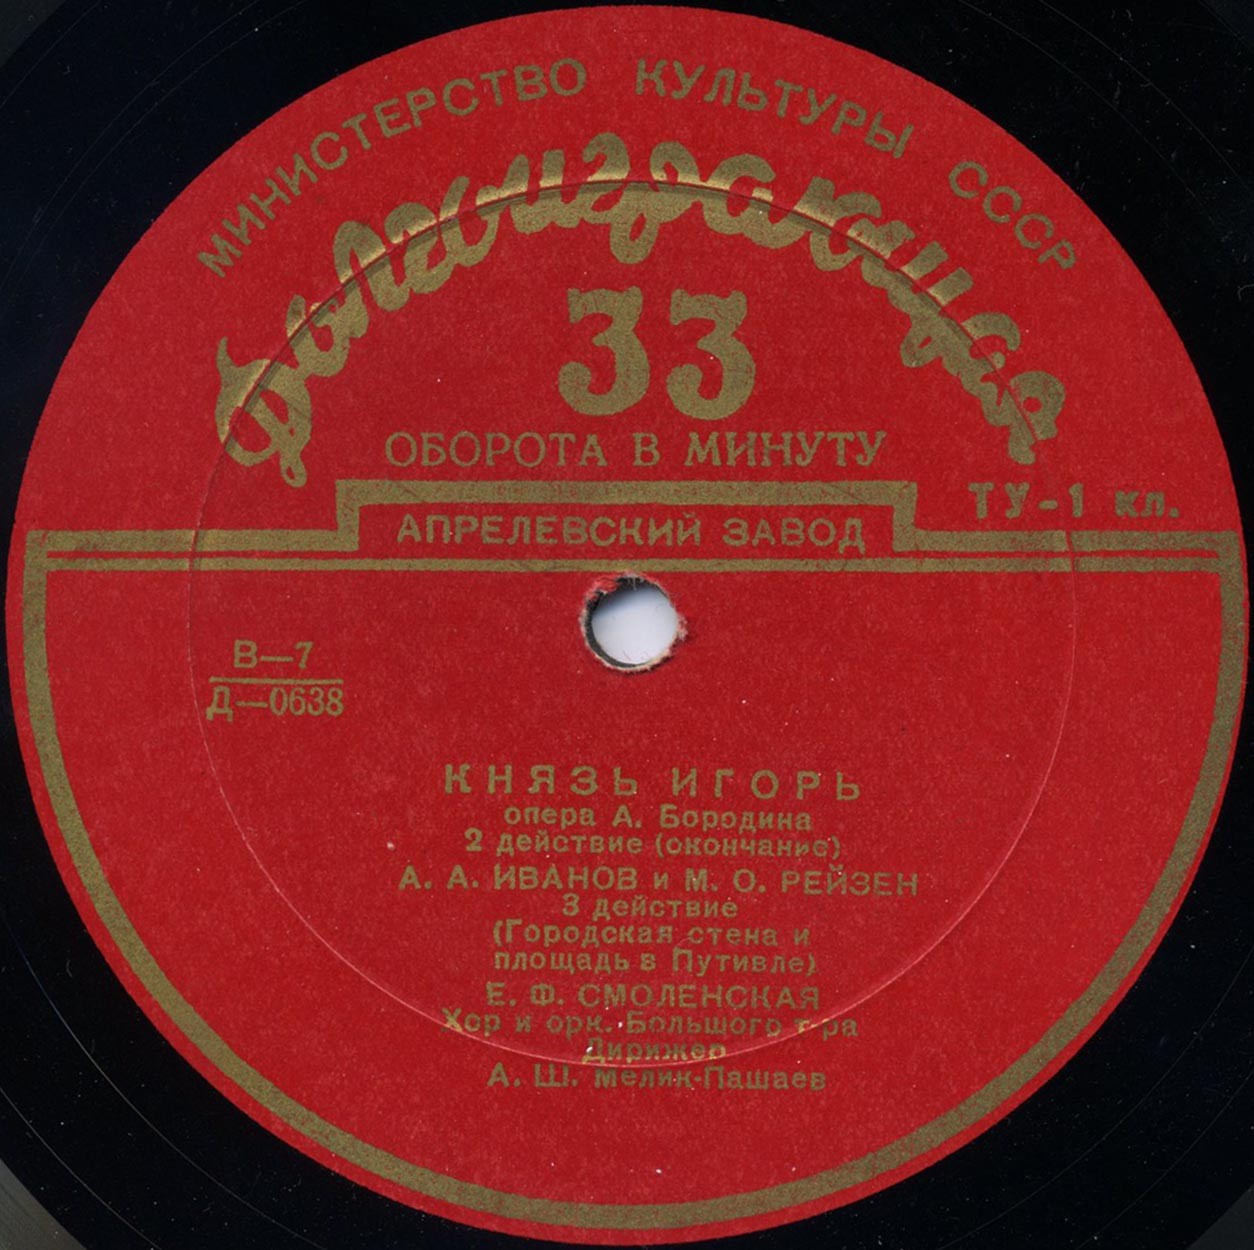 МИНИСТЕРСТВО КУЛЬТУРЫ СССР
Долгоиграющая
33
ОБОРОТА В МИНУТУ
ТУ-1 кл.
АПРЕЛЕВСКИЙ ЗАВОД
В—7
Д—0638
КНЯЗЬ ИГОРЬ
опера А. Бородина
2 действие (окончание)
А. А. ИВАНОВ и М. О. РЕЙЗЕН
3 действие
(Городская стена и
площадь в Путивле)
Е. Ф. СМОЛЕНСКАЯ
Хор и орк. Большого т-ра
Дирижер
А. Ш. Мелик-Пашаев